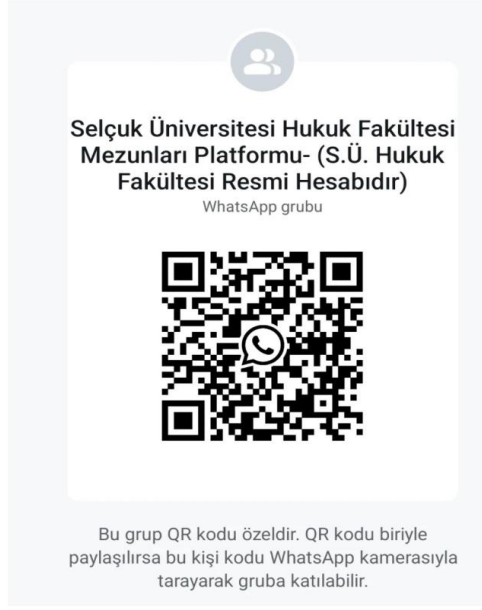 Selçuk Üniversitesi Hukuk Fakültesi
Mezunları Platformu- (S.Ü. Hukuk
Fakültesi Resmi Hesabıdır)
WhatsApp grubu
Bu grup QR kodu özeldir. QR kodu biriyle
paylaşılırsa bu kişi kodu WhatsApp kamerasıyla
tarayarak gruba katılabilir.